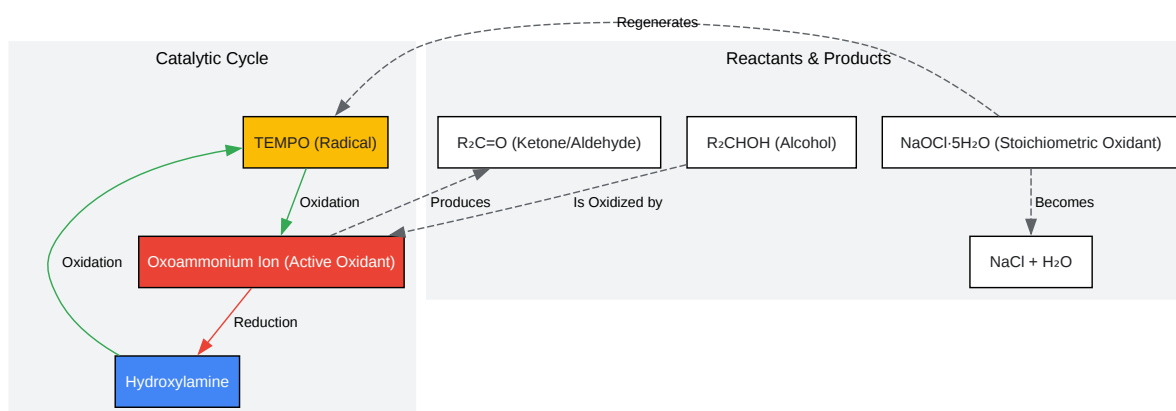 Regenerates
Catalytic Cycle
Reactants & Products
TEMPO (Radical)
R₂C=O (Ketone/Aldehyde)
R₂CHOH (Alcohol)
NaOCl·5H₂O (Stoichiometric Oxidant)
Oxidation
Produces
Is Oxidized by
Becomes
Oxidation
Oxoammonium Ion (Active Oxidant)
NaCl + H₂O
Reduction
Hydroxylamine